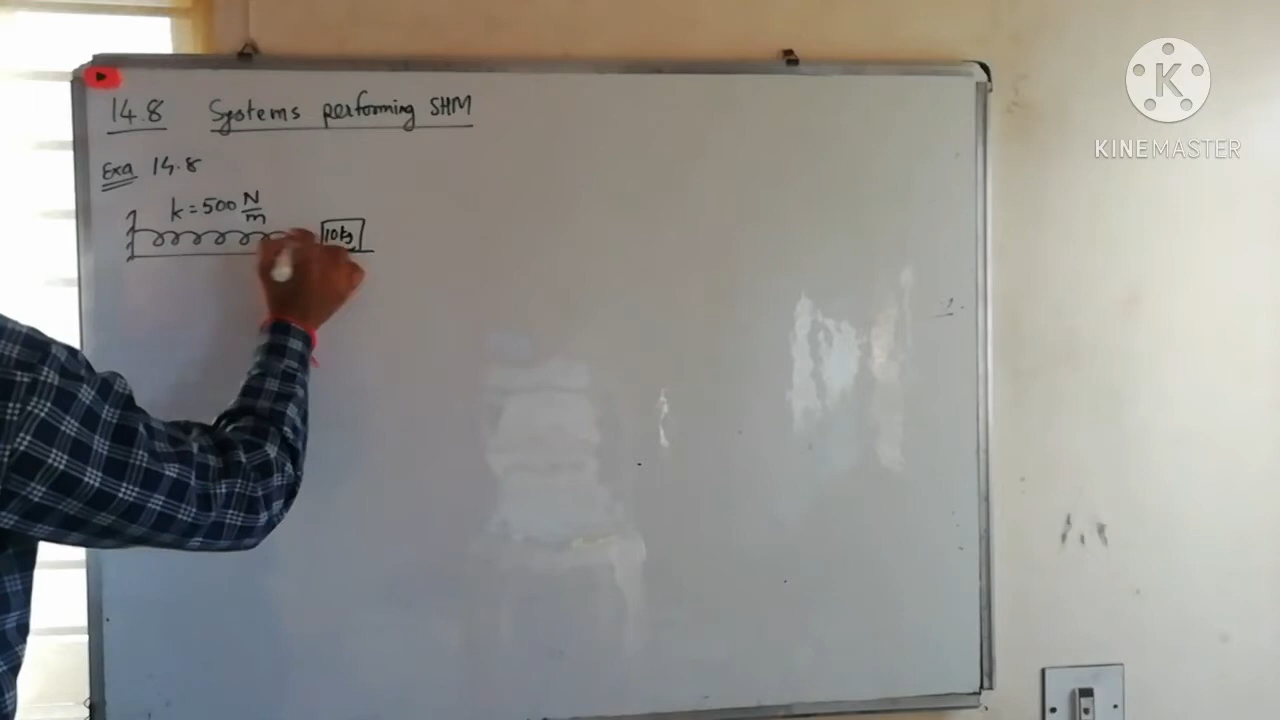 14.8 Systems performing SHM
Exa 14.8
k = 500 N/m
10kg
K
KINEMASTER